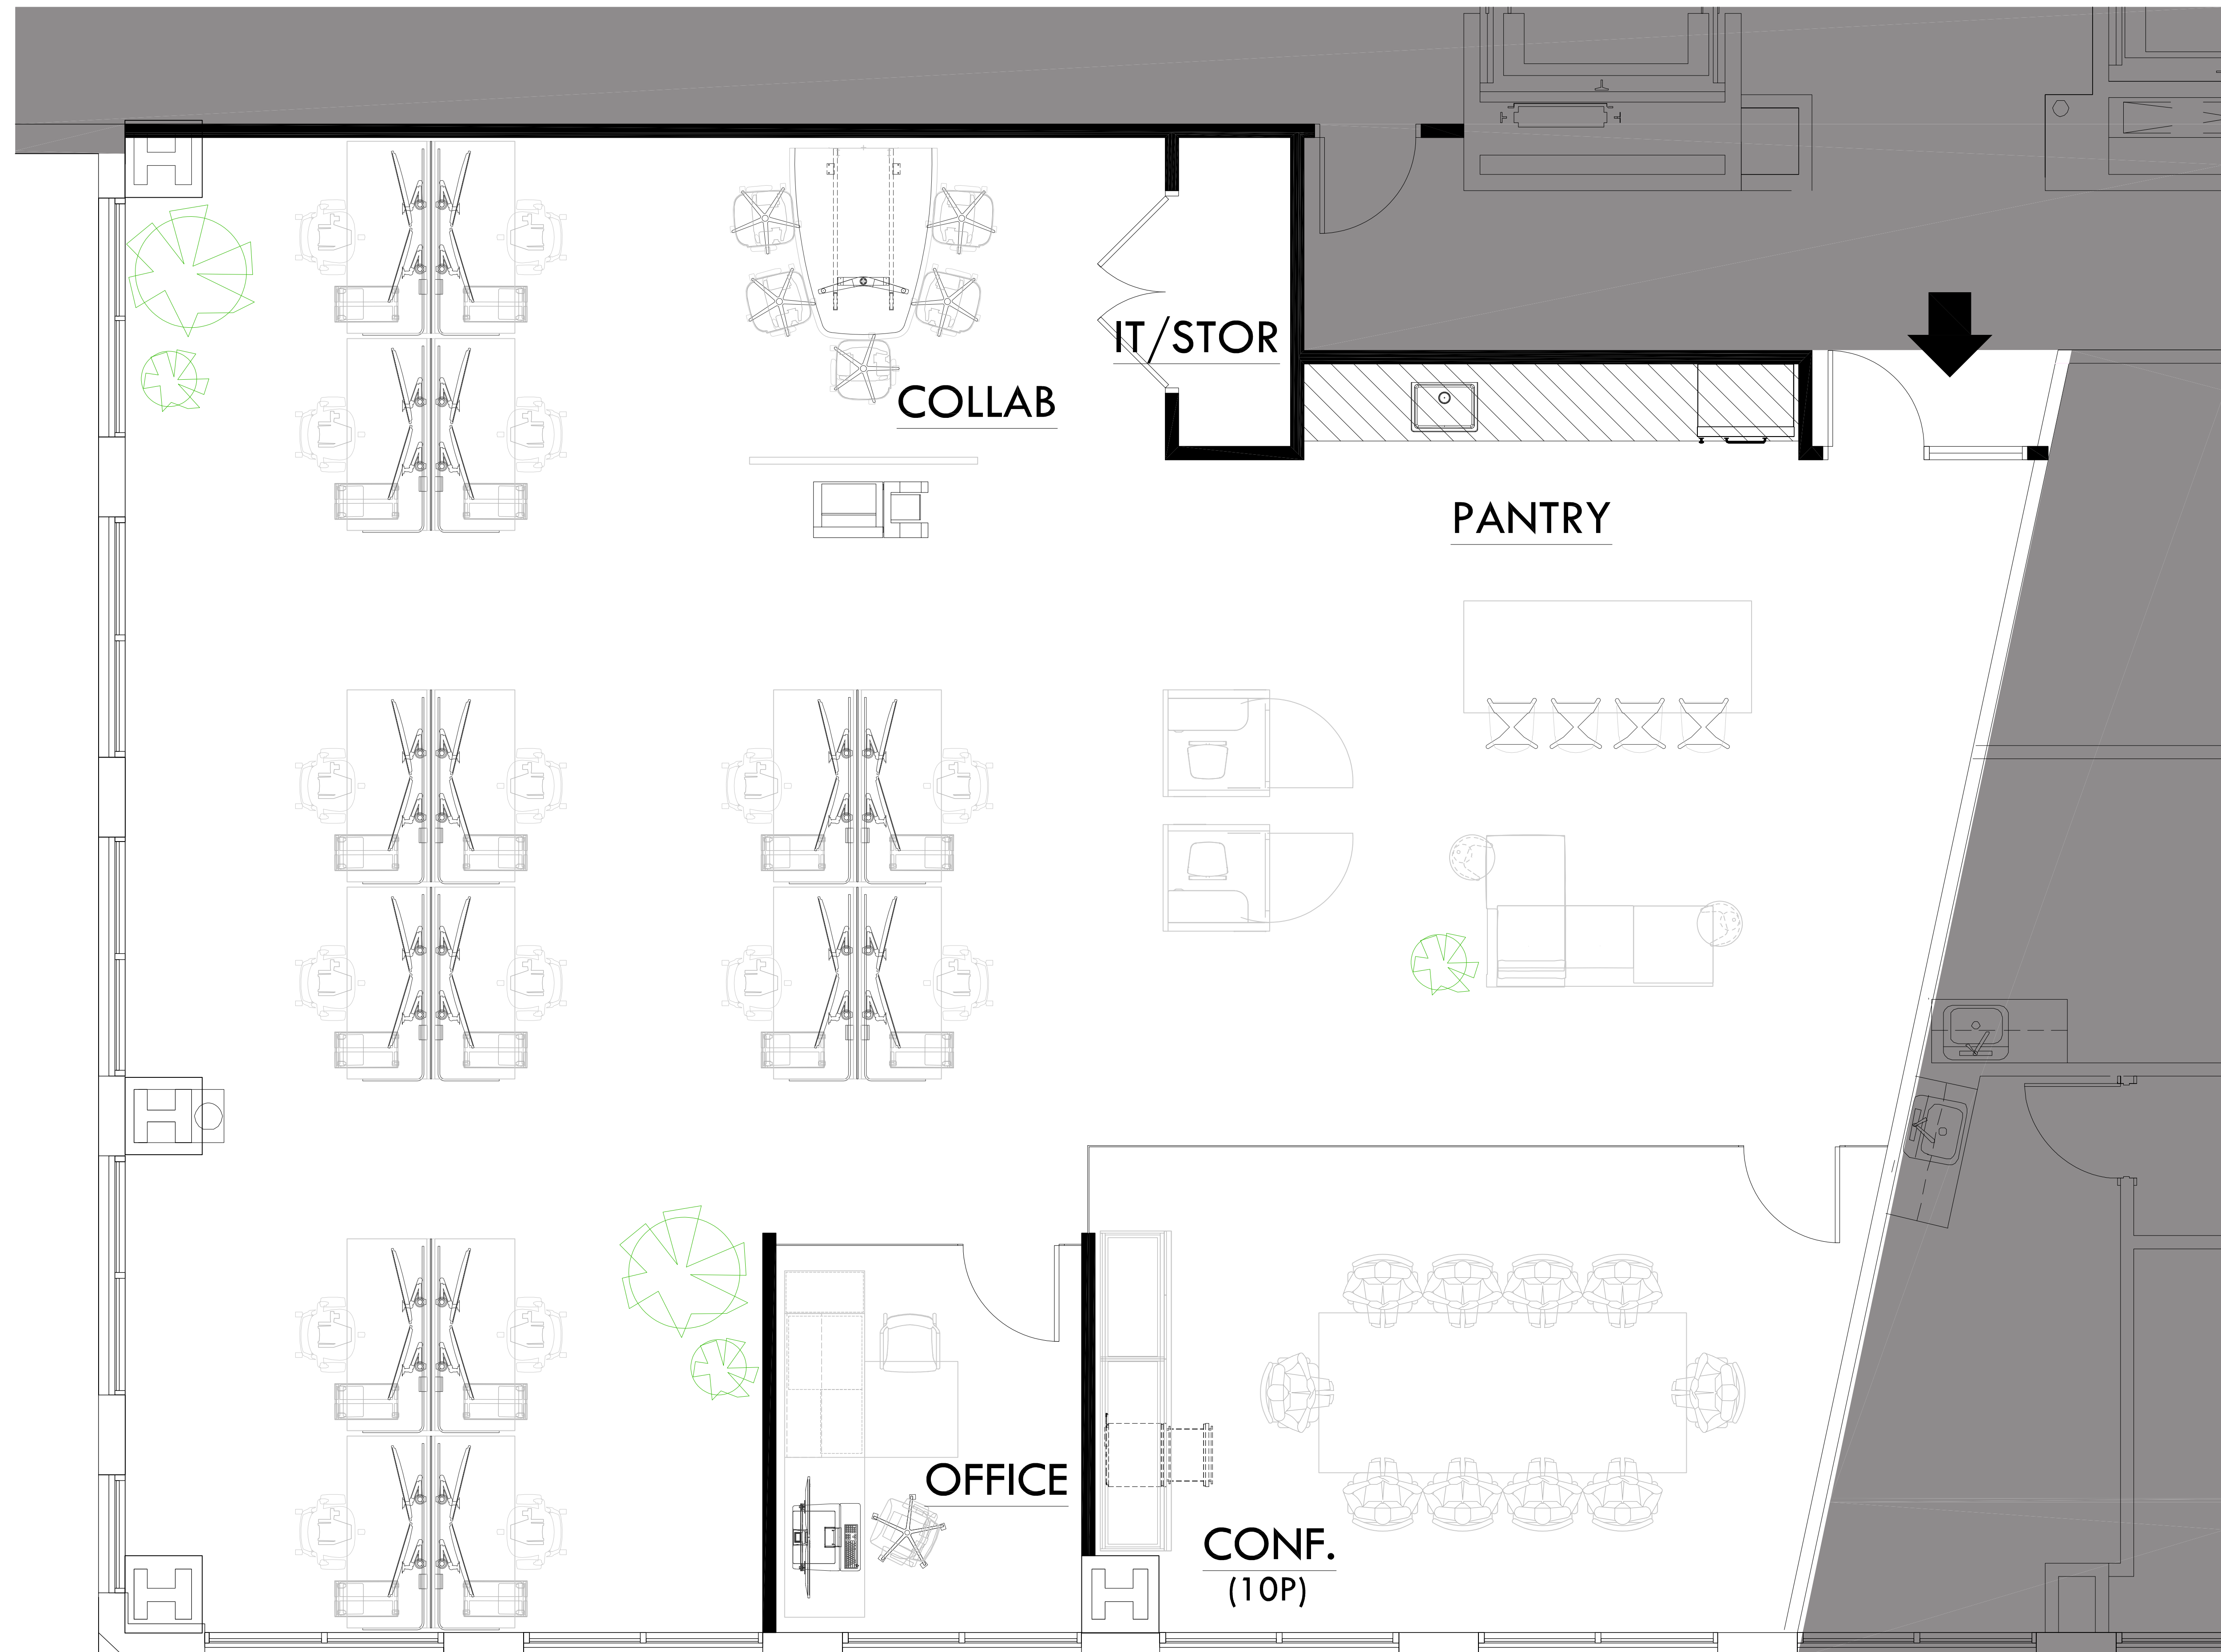 IT/STOR
COLLAB
PANTRY
OFFICE
CONF.
(10P)